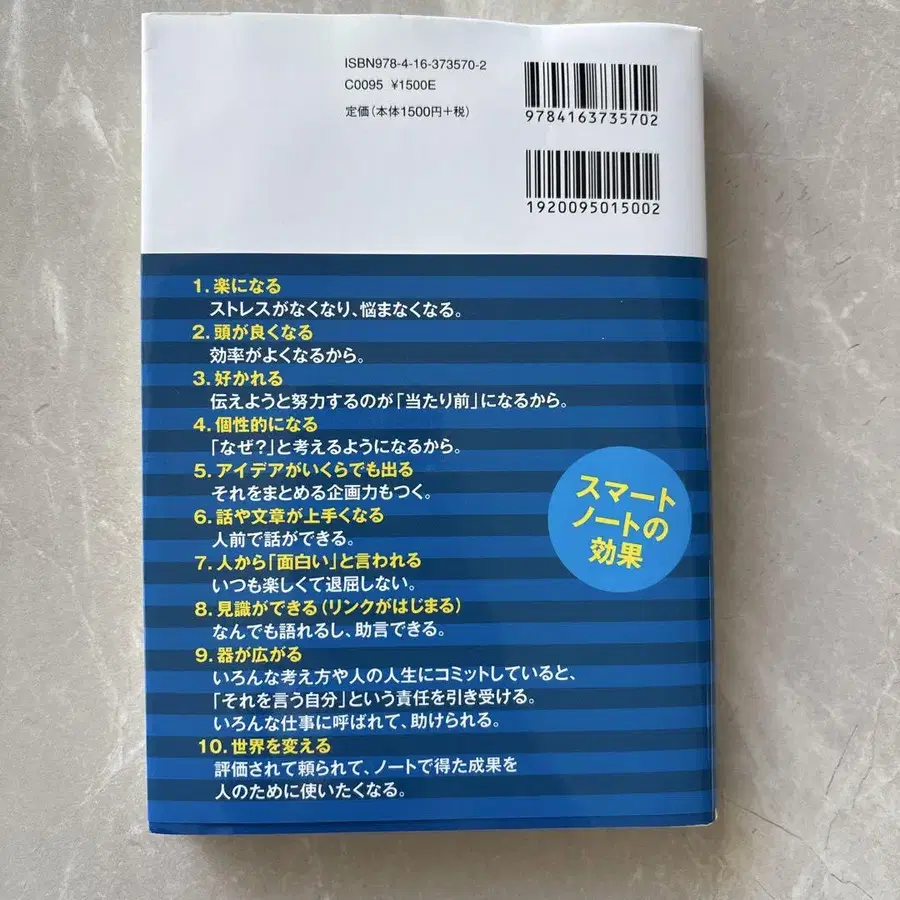 ISBN978-4-16-373570-2
C0095 ¥1500E
定価(本体1500円+税)
9784163735702
1920095015002
1. 楽になる
ストレスがなくなり、悩まなくなる。
2. 頭が良くなる
効率がよくなるから。
3. 好かれる
伝えようと努力するのが「当たり前」になるから。
4. 個性的になる
「なぜ?」と考えるようになるから。
5. アイデアがいくらでも出る
それをまとめる企画力もつく。
6. 話や文章が上手くなる
人前で話ができる。
7. 人から「面白い」と言われる
いつも楽しくて退屈しない。
8. 見識ができる(リンクがはじまる)
なんでも語れるし、助言できる。
9. 器が広がる
いろんな考え方や人の人生にコミットしていると、
「それを言う自分」という責任を引き受ける。
いろんな仕事に呼ばれて、助けられる。
10. 世界を変える
評価されて頼られて、ノートで得た成果を
人のために使いたくなる。
スマート
ノートの
効果